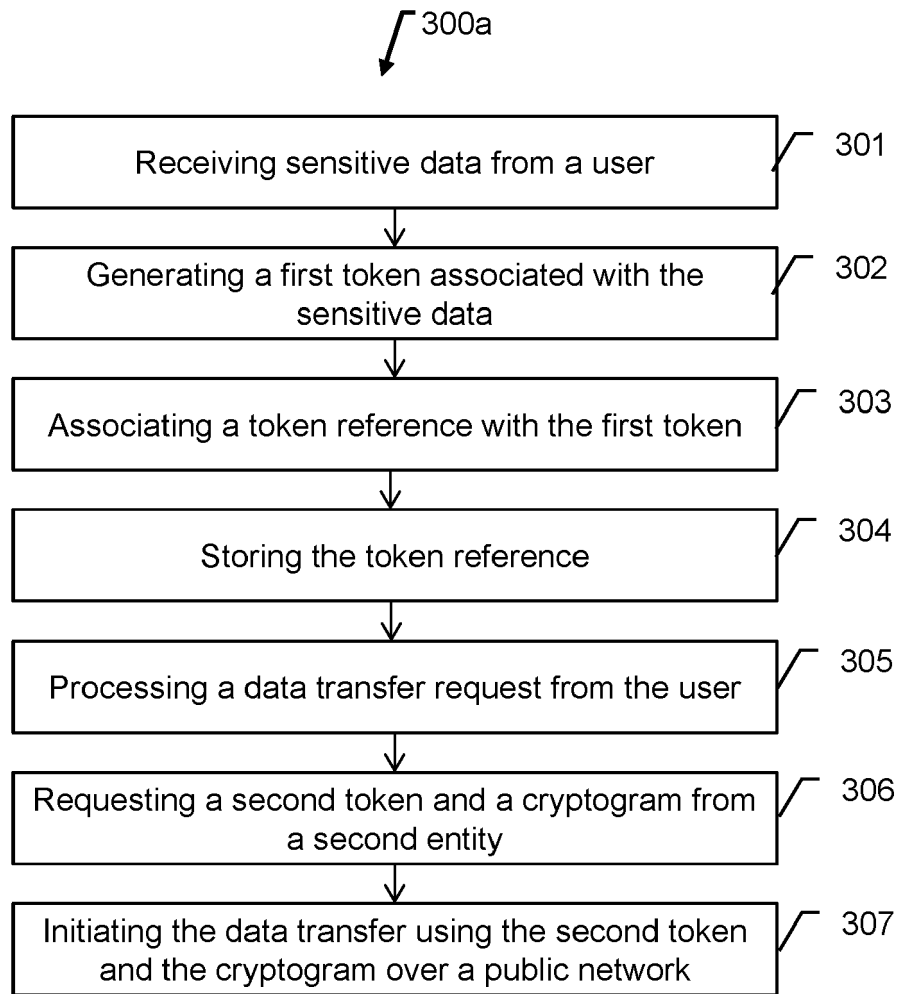 300a
Receiving sensitive data from a user
301
Generating a first token associated with the
sensitive data
302
Associating a token reference with the first token
303
Storing the token reference
304
Processing a data transfer request from the user
305
Requesting a second token and a cryptogram from
a second entity
306
Initiating the data transfer using the second token
and the cryptogram over a public network
307